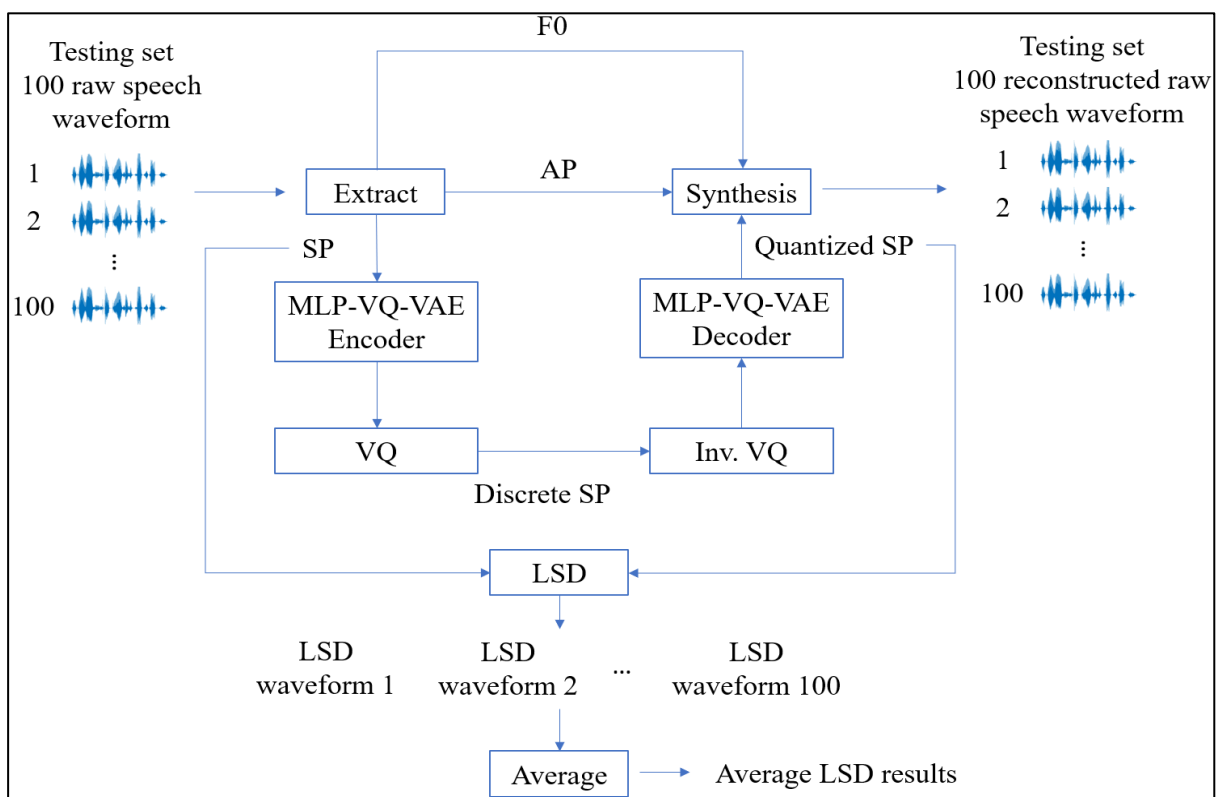 F0
Testing set
100 raw speech
waveform
1
2
⋮
100
Testing set
100 reconstructed raw
speech waveform
1
2
⋮
100
Extract
AP
Synthesis
SP
Quantized SP
MLP-VQ-VAE
Encoder
MLP-VQ-VAE
Decoder
VQ
Inv. VQ
Discrete SP
LSD
LSD
waveform 1
LSD
waveform 2
...
LSD
waveform 100
Average
Average LSD results